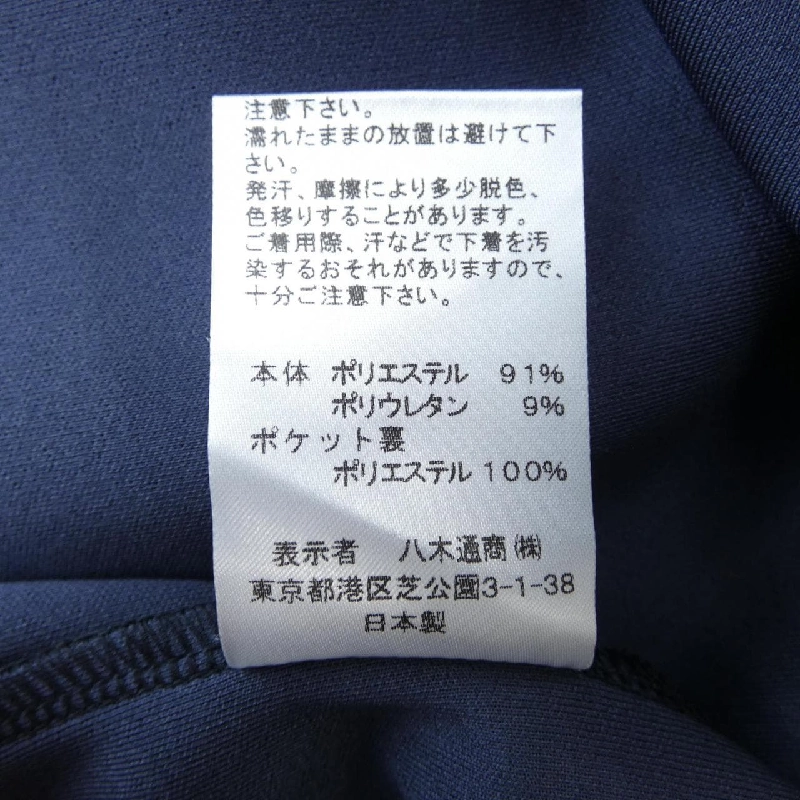 注意下さい。
濡れたままの放置は避けて下
さい。
発汗、摩擦により多少脱色、
色移りすることがあります。
ご着用際、汗などで下着を汚
染するおそれがありますので、
十分ご注意下さい。
本体 ポリエステル 91%
ポリウレタン 9%
ポケット裏
ポリエステル 100%
表示者 八木通商㈱
東京都港区芝公園3-1-38
日本製